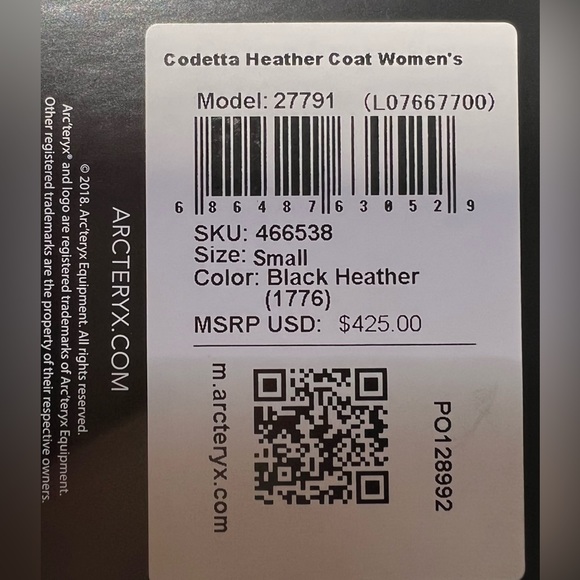 Codetta Heather Coat Women's
Model: 27791 (L07667700)
6 86487 63052 9
SKU: 466538
Size: Small
Color: Black Heather
(1776)
MSRP USD: $425.00
m.arcteryx.com
PO128992
ARCTERYX.COM
© 2018. Arc'teryx Equipment. All rights reserved.
Arc'teryx® and logo are registered trademarks of Arc'teryx Equipment.
Other registered trademarks are the property of their respective owners.